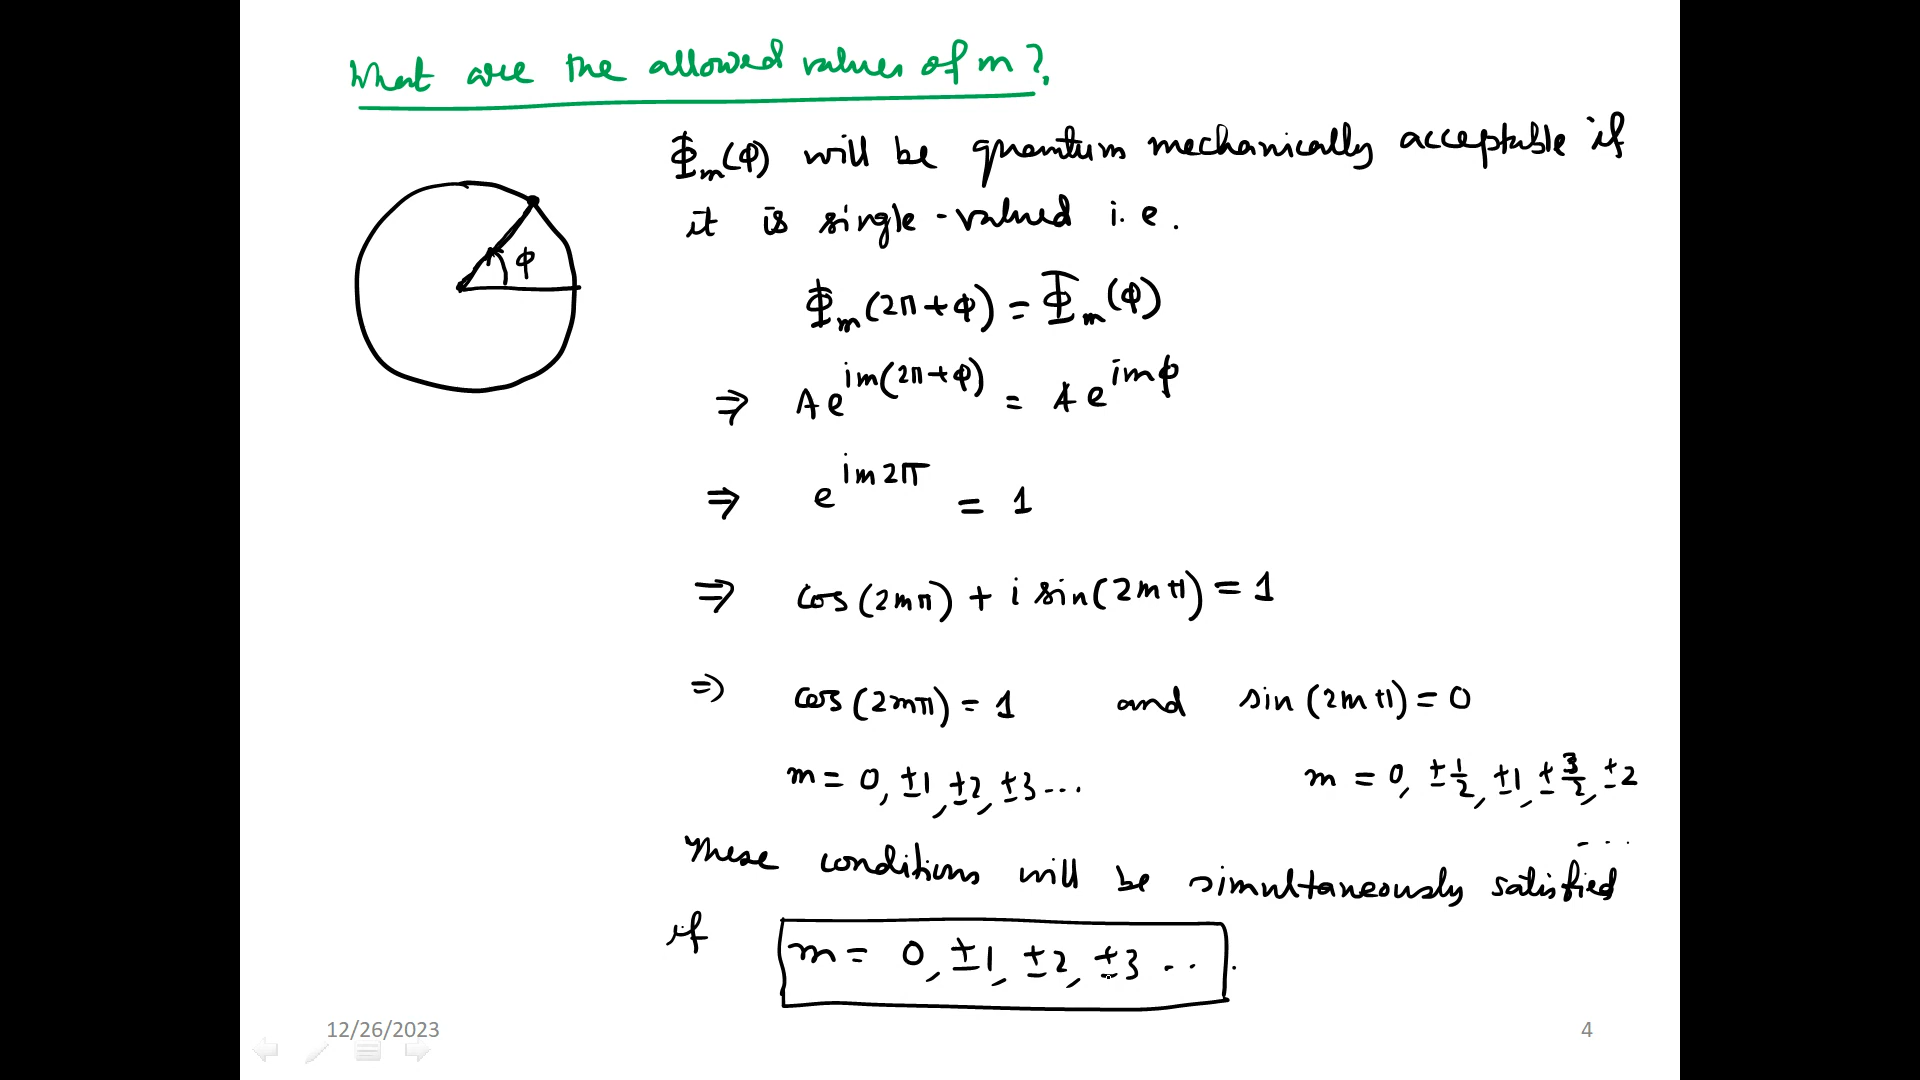 What are the allowed values of m?
Φₘ(ϕ) will be quantum mechanically acceptable if
it is single-valued i.e.
ϕ
Φₘ(2π+ϕ) = Φₘ(ϕ)
⇒ Ae^{im(2π+ϕ)} = Ae^{imϕ}
⇒ e^{im2π} = 1
⇒ cos(2mπ) + i sin(2mπ) = 1
⇒ cos(2mπ) = 1 and sin(2mπ) = 0
m = 0, ±1, ±2, ±3... m = 0, ±1/2, ±1, ±3/2, ±2
...
These conditions will be simultaneously satisfied
if m = 0, ±1, ±2, ±3 ... .
12/26/2023 4